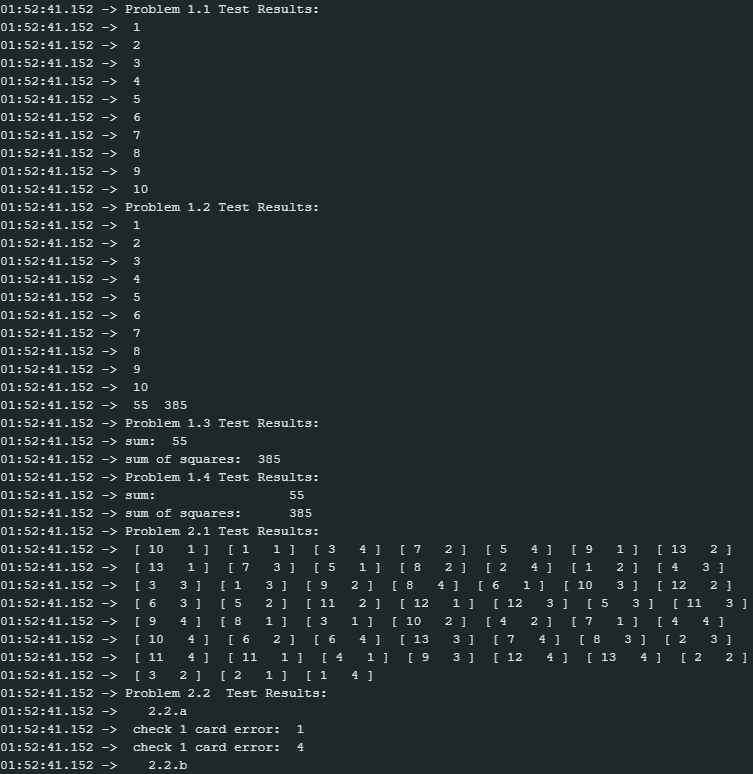 01:52:41.152 -> Problem 1.1 Test Results:
01:52:41.152 ->  1
01:52:41.152 ->  2
01:52:41.152 ->  3
01:52:41.152 ->  4
01:52:41.152 ->  5
01:52:41.152 ->  6
01:52:41.152 ->  7
01:52:41.152 ->  8
01:52:41.152 ->  9
01:52:41.152 ->  10
01:52:41.152 -> Problem 1.2 Test Results:
01:52:41.152 ->  1
01:52:41.152 ->  2
01:52:41.152 ->  3
01:52:41.152 ->  4
01:52:41.152 ->  5
01:52:41.152 ->  6
01:52:41.152 ->  7
01:52:41.152 ->  8
01:52:41.152 ->  9
01:52:41.152 ->  10
01:52:41.152 ->  55  385
01:52:41.152 -> Problem 1.3 Test Results:
01:52:41.152 -> sum:  55
01:52:41.152 -> sum of squares:  385
01:52:41.152 -> Problem 1.4 Test Results:
01:52:41.152 -> sum:                 55
01:52:41.152 -> sum of squares:      385
01:52:41.152 -> Problem 2.1 Test Results:
01:52:41.152 ->  [ 10  1 ]  [ 1  1 ]  [ 3  4 ]  [ 7  2 ]  [ 5  4 ]  [ 9  1 ]  [ 13  2 ]
01:52:41.152 ->  [ 13  1 ]  [ 7  3 ]  [ 5  1 ]  [ 8  2 ]  [ 2  4 ]  [ 1  2 ]  [ 4  3 ]
01:52:41.152 ->  [ 3  3 ]  [ 1  3 ]  [ 9  2 ]  [ 8  4 ]  [ 6  1 ]  [ 10  3 ]  [ 12  2 ]
01:52:41.152 ->  [ 6  3 ]  [ 5  2 ]  [ 11  2 ]  [ 12  1 ]  [ 12  3 ]  [ 5  3 ]  [ 11  3 ]
01:52:41.152 ->  [ 9  4 ]  [ 8  1 ]  [ 3  1 ]  [ 10  2 ]  [ 4  2 ]  [ 7  1 ]  [ 4  4 ]
01:52:41.152 ->  [ 10  4 ]  [ 6  2 ]  [ 6  4 ]  [ 13  3 ]  [ 7  4 ]  [ 8  3 ]  [ 2  3 ]
01:52:41.152 ->  [ 11  4 ]  [ 11  1 ]  [ 4  1 ]  [ 9  3 ]  [ 12  4 ]  [ 13  4 ]  [ 2  2 ]
01:52:41.152 ->  [ 3  2 ]  [ 2  1 ]  [ 1  4 ]
01:52:41.152 -> Problem 2.2  Test Results:
01:52:41.152 ->    2.2.a
01:52:41.152 ->  check 1 card error:  1
01:52:41.152 ->  check 1 card error:  4
01:52:41.152 ->    2.2.b